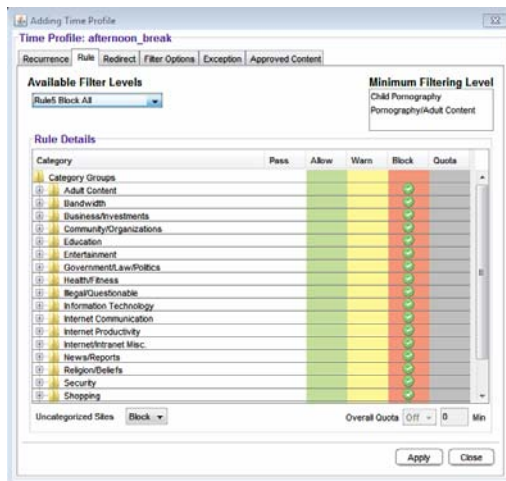 Adding Time Profile
Time Profile: afternoon_break
Recurrence Rule Redirect Filter Options Exception Approved Content
Available Filter Levels
Minimum Filtering Level
Rule5 Block All
Child Pornography
Pornography/Adult Content
Rule Details
Category Pass Allow Warn Block Quota
Category Groups
Adult Content
Bandwidth
Business/Investments
Community/Organizations
Education
Entertainment
Government/Law/Politics
Health/Fitness
Illegal/Questionable
Information Technology
Internet Communication
Internet Productivity
Internet/Intranet Misc.
News/Reports
Religion/Beliefs
Security
Shopping
Uncategorized Sites Block Overall Quota Off 0 Min
Apply Close